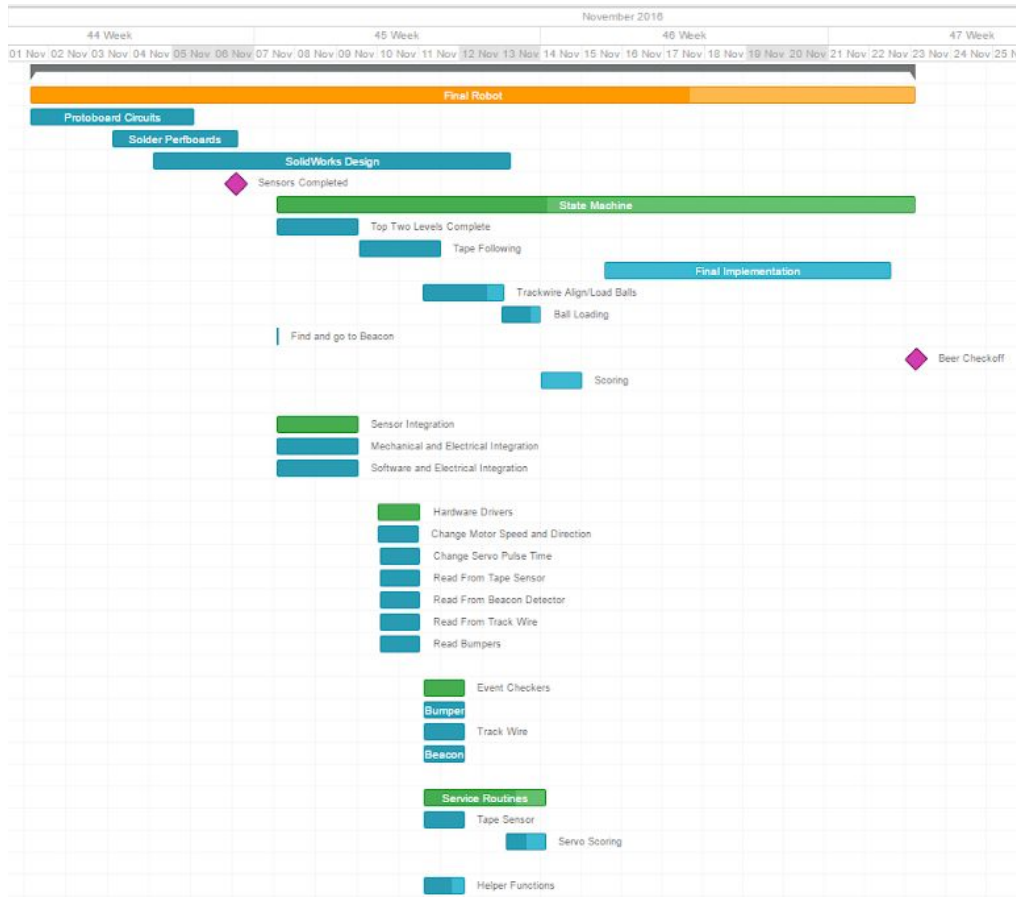 November 2016
44 Week 45 Week 46 Week 47 Week
01 Nov 02 Nov 03 Nov 04 Nov 05 Nov 06 Nov 07 Nov 08 Nov 09 Nov 10 Nov 11 Nov 12 Nov 13 Nov 14 Nov 15 Nov 16 Nov 17 Nov 18 Nov 19 Nov 20 Nov 21 Nov 22 Nov 23 Nov 24 Nov 25 N
Final Robot
Protoboard Circuits
Solder Perfboards
SolidWorks Design
Sensors Completed
State Machine
Top Two Levels Complete
Tape Following
Final Implementation
Trackwire Align/Load Balls
Ball Loading
Find and go to Beacon
Beer Checkoff
Scoring
Sensor Integration
Mechanical and Electrical Integration
Software and Electrical Integration
Hardware Drivers
Change Motor Speed and Direction
Change Servo Pulse Time
Read From Tape Sensor
Read From Beacon Detector
Read From Track Wire
Read Bumpers
Event Checkers
Bumper
Track Wire
Beacon
Service Routines
Tape Sensor
Servo Scoring
Helper Functions